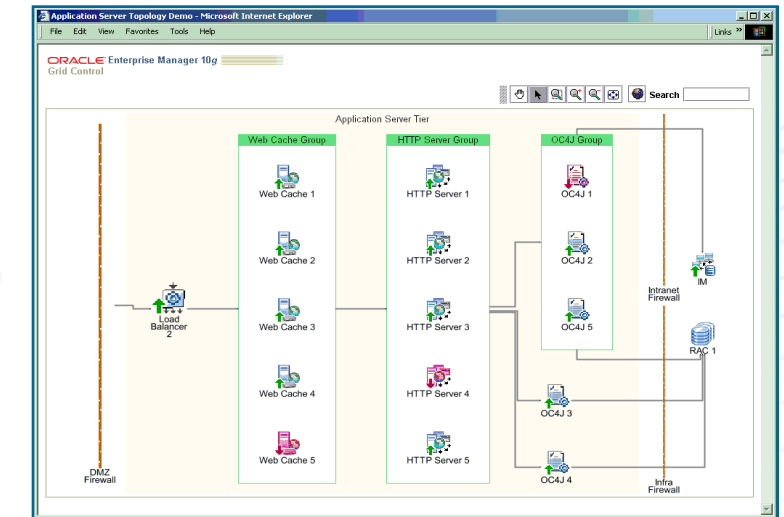 Application Server Topology Demo - Microsoft Internet Explorer
File Edit View Favorites Tools Help
Links »
ORACLE Enterprise Manager 10g
Grid Control
Search
Application Server Tier
Web Cache Group
HTTP Server Group
OC4J Group
Web Cache 1
HTTP Server 1
OC4J 1
Web Cache 2
HTTP Server 2
OC4J 2
IM
Intranet
Firewall
Load
Balancer
2
Web Cache 3
HTTP Server 3
OC4J 5
RAC 1
Web Cache 4
HTTP Server 4
OC4J 3
Web Cache 5
HTTP Server 5
OC4J 4
DMZ
Firewall
Infra
Firewall